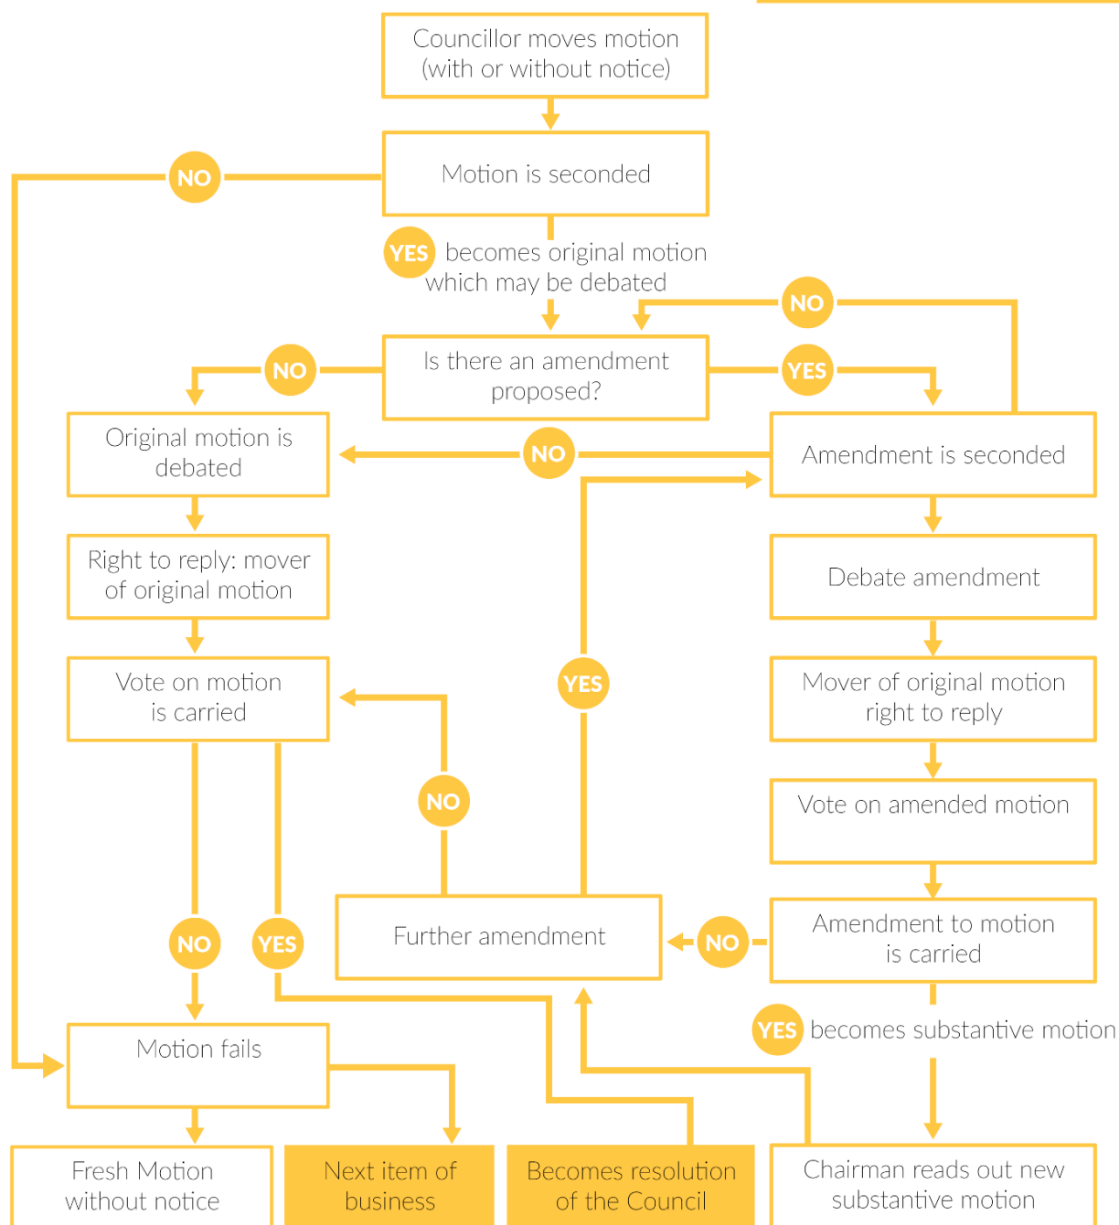 Councillor moves motion
(with or without notice)
Motion is seconded
NO
YES becomes original motion
which may be debated
NO
Is there an amendment
proposed?
NO
YES
Original motion is
debated
NO
Amendment is seconded
Right to reply: mover
of original motion
Debate amendment
Vote on motion
is carried
YES
Mover of original motion
right to reply
NO
Vote on amended motion
NO
YES
Further amendment
NO
Amendment to motion
is carried
YES becomes substantive motion
Motion fails
Fresh Motion
without notice
Next item of
business
Becomes resolution
of the Council
Chairman reads out new
substantive motion